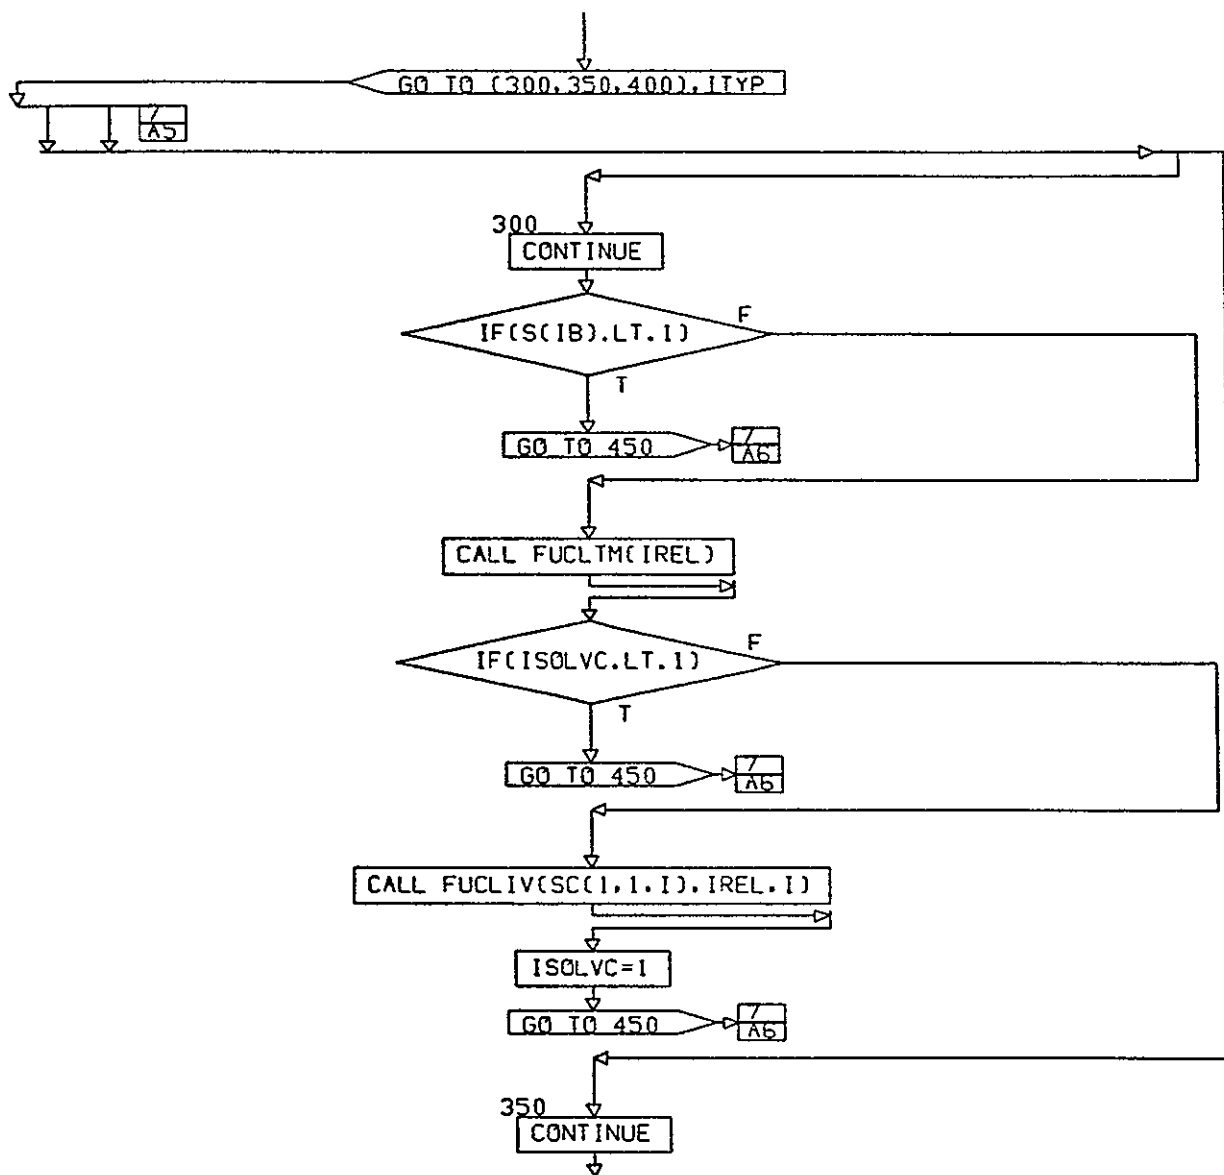 GO TO (300,350,400),ITYP
7
A5
300
CONTINUE
IF(S(IB).LT.1)
F
T
GO TO 450
7
A6
CALL FUCLTM(IREL)
IF(ISOLVC.LT.1)
F
T
GO TO 450
7
A6
CALL FUCLIV(SC(1,1,I),IREL,I)
ISOLVC=1
GO TO 450
7
A6
350
CONTINUE